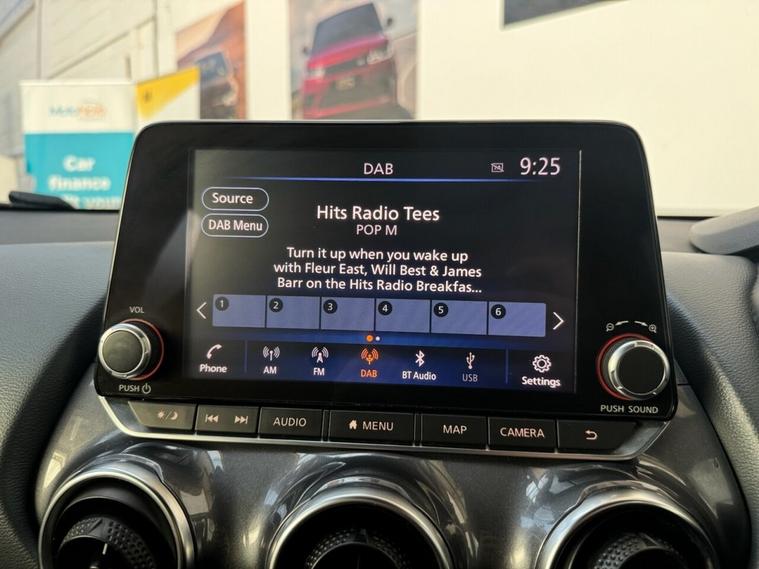 DAB
9:25
Source
DAB Menu
Hits Radio Tees
POP M
Turn it up when you wake up
with Fleur East, Will Best & James
Barr on the Hits Radio Breakfas...
1 2 3 4 5 6
Phone
AM
FM
DAB
BT Audio
USB
Settings
VOL
PUSH
PUSH SOUND
AUDIO
MENU
MAP
CAMERA
Car
finance